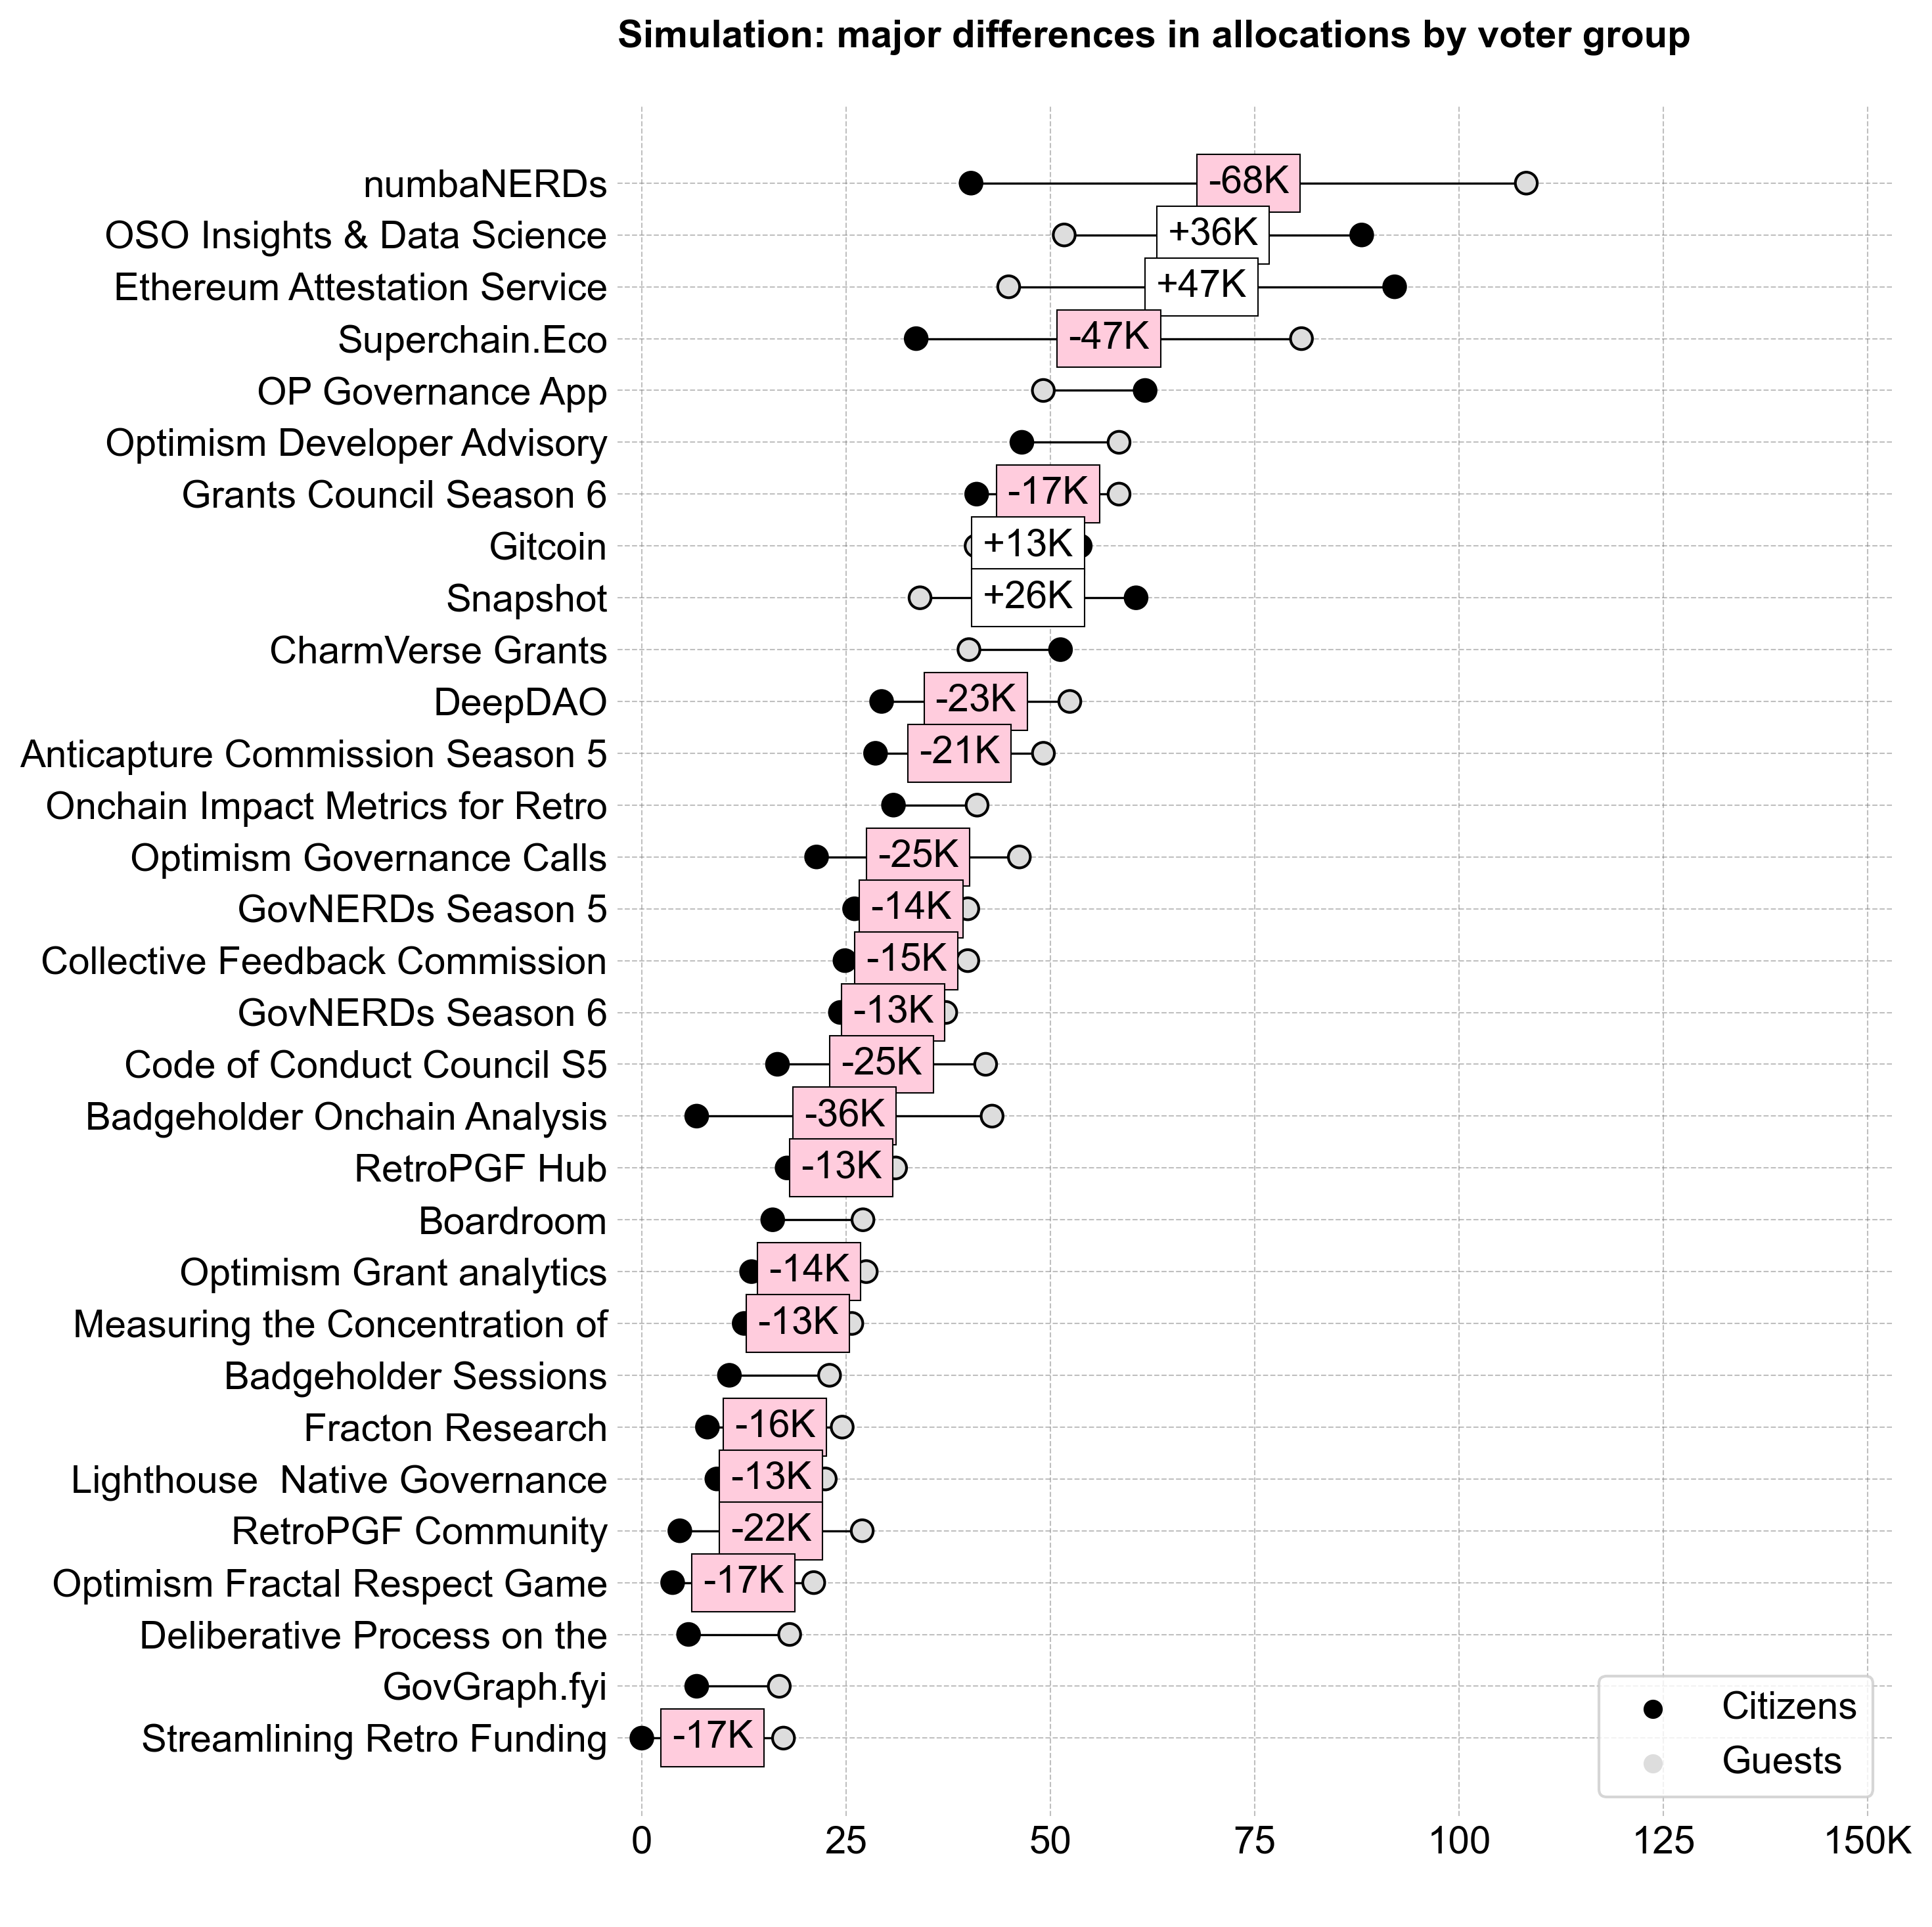 Simulation: major differences in allocations by voter group
numbaNERDs -68K
OSO Insights & Data Science +36K
Ethereum Attestation Service +47K
Superchain.Eco -47K
OP Governance App
Optimism Developer Advisory
Grants Council Season 6 -17K
Gitcoin +13K
Snapshot +26K
CharmVerse Grants
DeepDAO -23K
Anticapture Commission Season 5 -21K
Onchain Impact Metrics for Retro
Optimism Governance Calls -25K
GovNERDs Season 5 -14K
Collective Feedback Commission -15K
GovNERDs Season 6 -13K
Code of Conduct Council S5 -25K
Badgeholder Onchain Analysis -36K
RetroPGF Hub -13K
Boardroom
Optimism Grant analytics -14K
Measuring the Concentration of -13K
Badgeholder Sessions
Fracton Research -16K
Lighthouse  Native Governance -13K
RetroPGF Community -22K
Optimism Fractal Respect Game -17K
Deliberative Process on the
GovGraph.fyi
Streamlining Retro Funding -17K
Citizens
Guests
0 25 50 75 100 125 150K